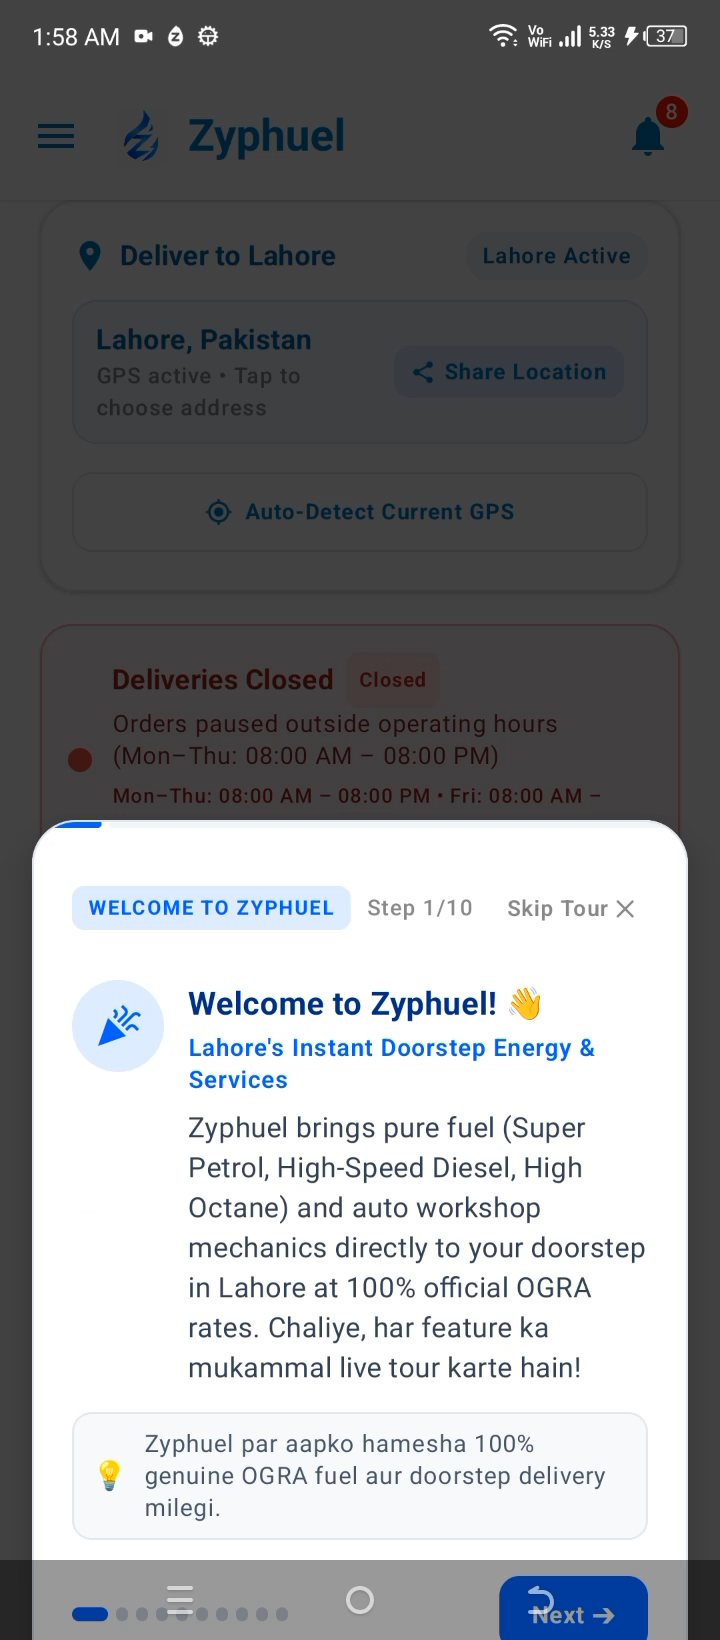 1:58 AM
Vo WiFi 5.33 K/S 37
Zyphuel
8
Deliver to Lahore
Lahore Active
Lahore, Pakistan
GPS active • Tap to
choose address
Share Location
Auto-Detect Current GPS
Deliveries Closed
Closed
Orders paused outside operating hours
(Mon–Thu: 08:00 AM – 08:00 PM)
Mon–Thu: 08:00 AM – 08:00 PM • Fri: 08:00 AM –
WELCOME TO ZYPHUEL
Step 1/10
Skip Tour
Welcome to Zyphuel! 👋
Lahore's Instant Doorstep Energy &
Services
Zyphuel brings pure fuel (Super
Petrol, High-Speed Diesel, High
Octane) and auto workshop
mechanics directly to your doorstep
in Lahore at 100% official OGRA
rates. Chaliye, har feature ka
mukammal live tour karte hain!
Zyphuel par aapko hamesha 100%
genuine OGRA fuel aur doorstep delivery
milegi.
Next →